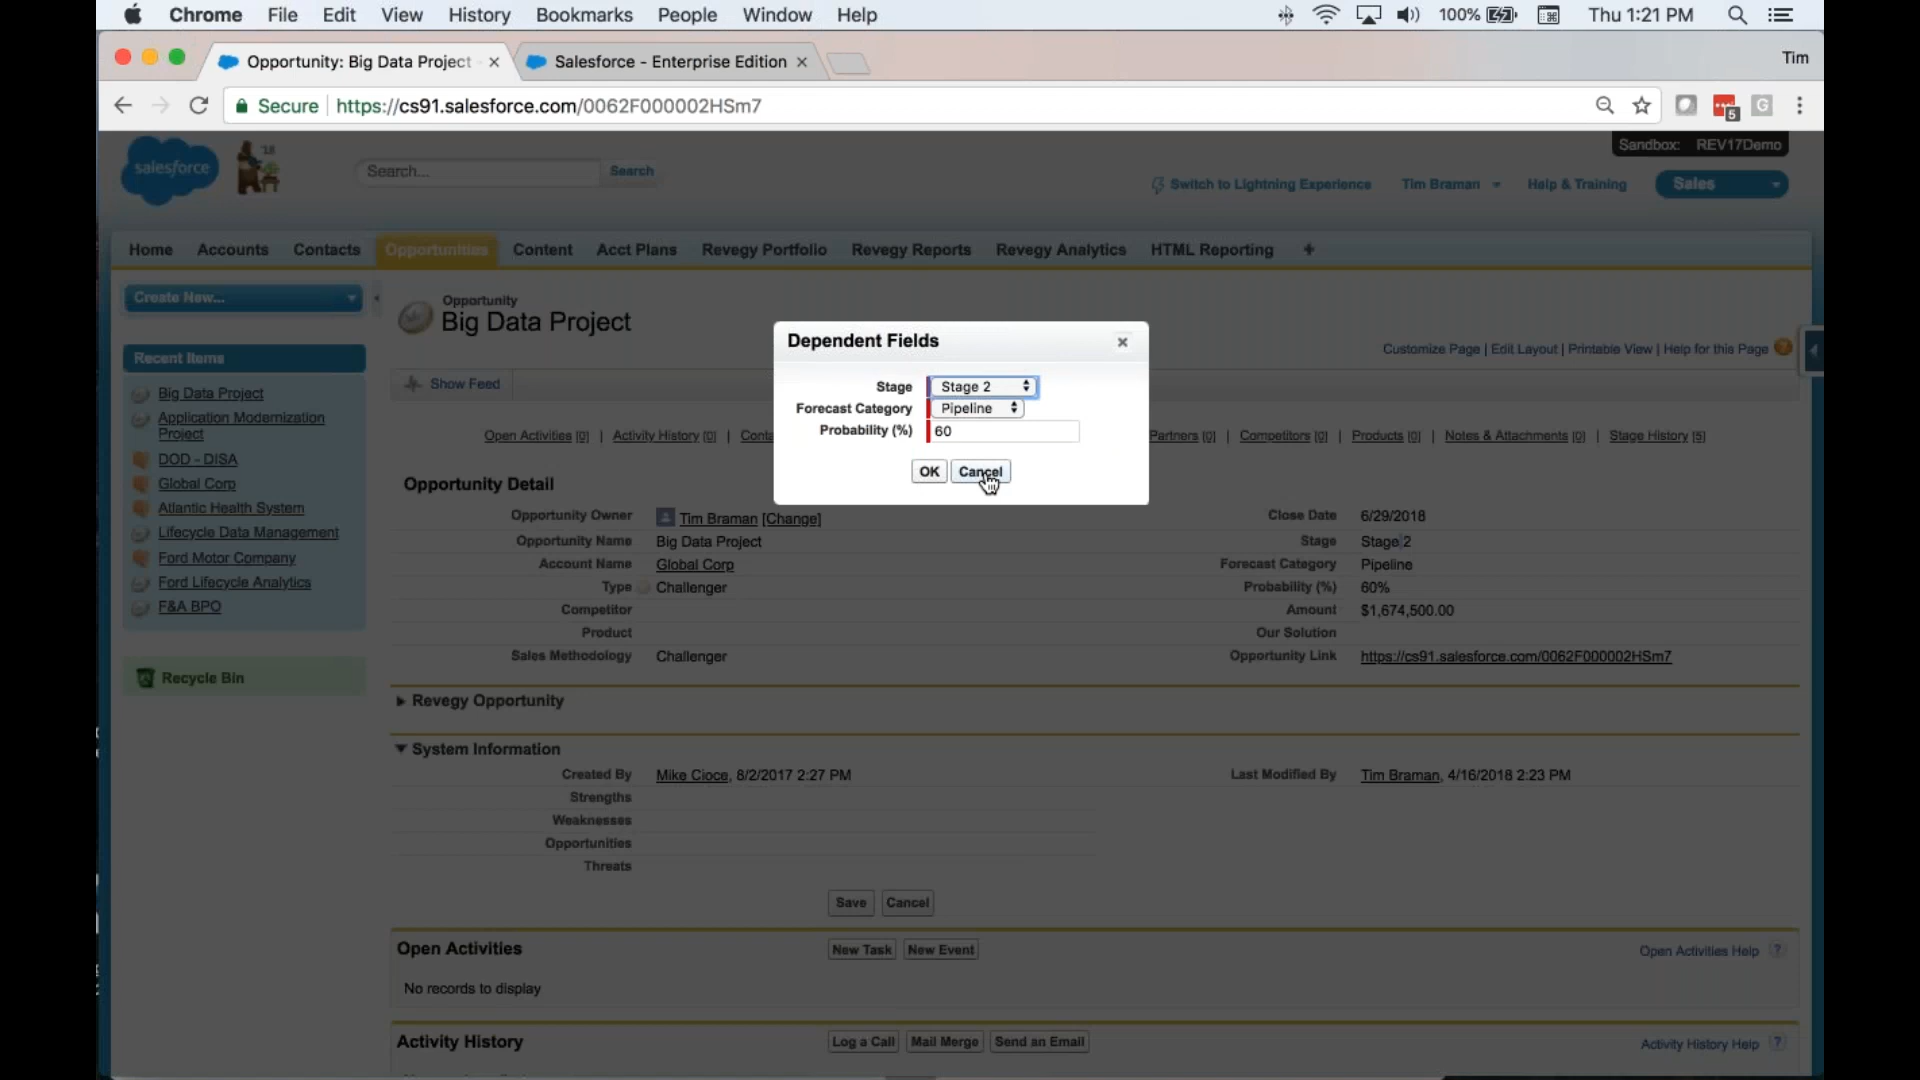 Chrome File Edit View History Bookmarks People Window Help 100% Thu 1:21 PM
Opportunity: Big Data Project Salesforce - Enterprise Edition Tim
Secure https://cs91.salesforce.com/0062F000002HSm7 5 G
Sandbox: REV17Demo
salesforce '18 Search... Search Switch to Lightning Experience Tim Braman Help & Training Sales
Home Accounts Contacts Opportunities Content Acct Plans Revegy Portfolio Revegy Reports Revegy Analytics HTML Reporting +
Create New...
Opportunity
Big Data Project
Customize Page | Edit Layout | Printable View | Help for this Page ?
Recent Items
Big Data Project
Application Modernization
Project
DOD - DISA
Global Corp
Atlantic Health System
Lifecycle Data Management
Ford Motor Company
Ford Lifecycle Analytics
F&A BPO
Recycle Bin
Show Feed
Dependent Fields
Stage Stage 2
Forecast Category Pipeline
Probability (%) 60
OK Cancel
Open Activities [0] | Activity History [0] | Partners [0] | Competitors [0] | Products [0] | Notes & Attachments [0] | Stage History [5]
Opportunity Detail
Opportunity Owner Tim Braman [Change] Close Date 6/29/2018
Opportunity Name Big Data Project Stage Stage 2
Account Name Global Corp Forecast Category Pipeline
Type Challenger Probability (%) 60%
Competitor Amount $1,674,500.00
Product Our Solution
Sales Methodology Challenger Opportunity Link https://cs91.salesforce.com/0062F000002HSm7
Revegy Opportunity
System Information
Created By Mike Cioce, 8/2/2017 2:27 PM Last Modified By Tim Braman, 4/16/2018 2:23 PM
Strengths
Weaknesses
Opportunities
Threats
Save Cancel
Open Activities New Task New Event Open Activities Help ?
No records to display
Activity History Log a Call Mail Merge Send an Email Activity History Help ?